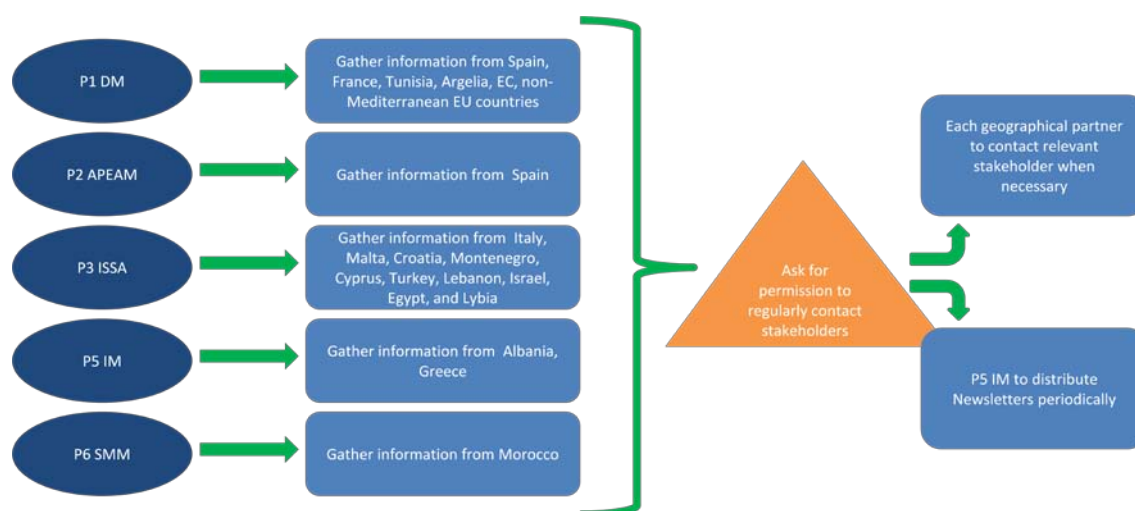 P1 DM
Gather information from Spain,
France, Tunisia, Argelia, EC, non-
Mediterranean EU countries
P2 APEAM
Gather information from Spain
P3 ISSA
Gather information from Italy,
Malta, Croatia, Montenegro,
Cyprus, Turkey, Lebanon, Israel,
Egypt, and Lybia
P5 IM
Gather information from Albania,
Greece
P6 SMM
Gather information from Morocco
Ask for
permission to
regularly contact
stakeholders
Each geographical partner
to contact relevant
stakeholder when
necessary
P5 IM to distribute
Newsletters periodically